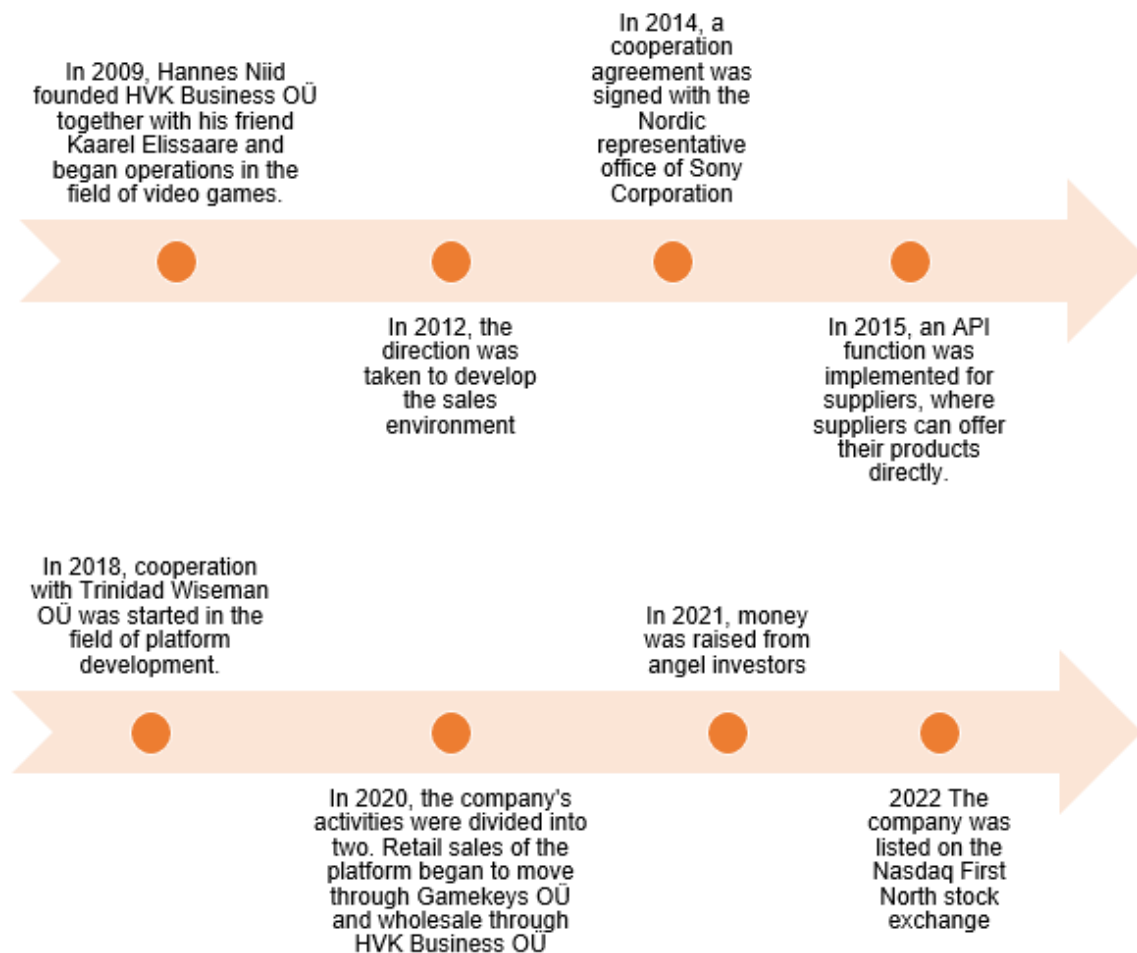 In 2009, Hannes Niid
founded HVK Business OÜ
together with his friend
Kaarel Elissaare and
began operations in the
field of video games.
In 2012, the
direction was
taken to develop
the sales
environment
In 2014, a
cooperation
agreement was
signed with the
Nordic
representative
office of Sony
Corporation
In 2015, an API
function was
implemented for
suppliers, where
suppliers can offer
their products
directly.
In 2018, cooperation
with Trinidad Wiseman
OÜ was started in the
field of platform
development.
In 2020, the company's
activities were divided into
two. Retail sales of the
platform began to move
through Gamekeys OÜ
and wholesale through
HVK Business OÜ
In 2021, money
was raised from
angel investors
2022 The
company was
listed on the
Nasdaq First
North stock
exchange